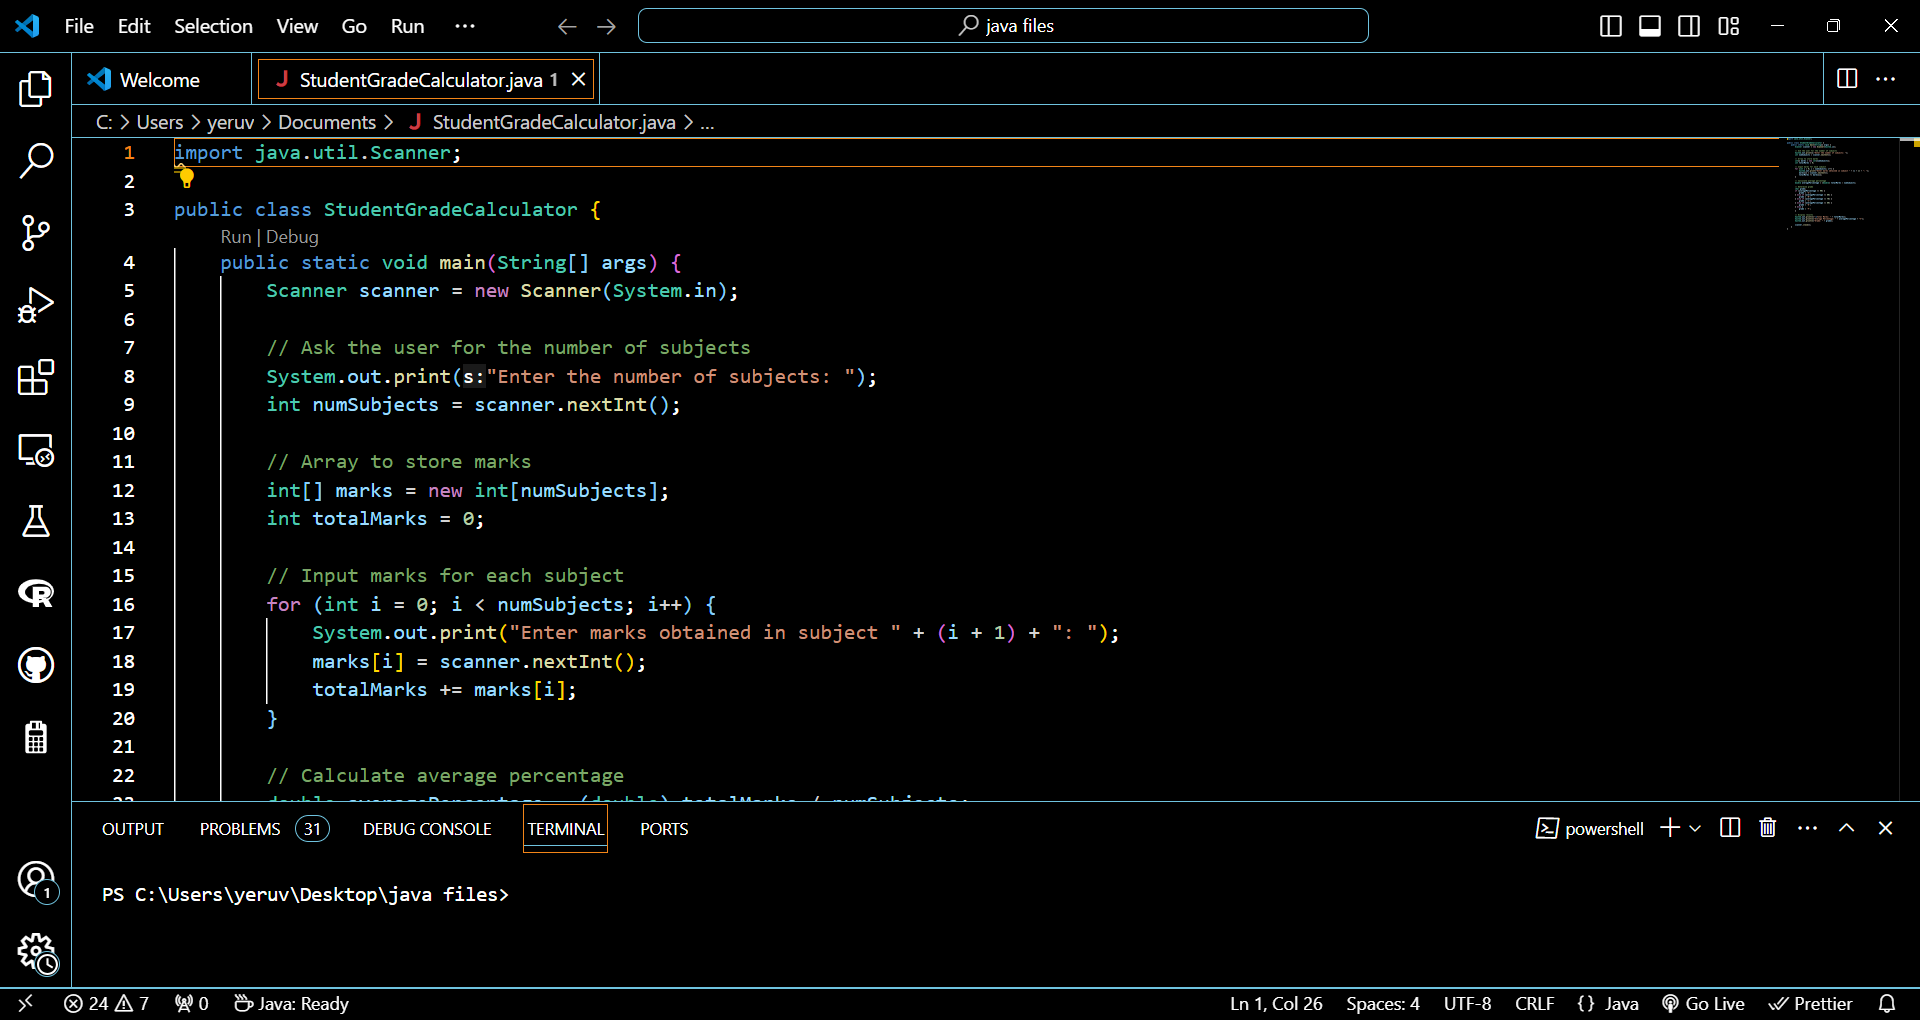 File Edit Selection View Go Run ··· java files
Welcome StudentGradeCalculator.java 1
C: > Users > yeruv > Documents > J StudentGradeCalculator.java > ...
1 import java.util.Scanner;
2
3 public class StudentGradeCalculator {
Run | Debug
4 public static void main(String[] args) {
5 Scanner scanner = new Scanner(System.in);
6
7 // Ask the user for the number of subjects
8 System.out.print(s:"Enter the number of subjects: ");
9 int numSubjects = scanner.nextInt();
10
11 // Array to store marks
12 int[] marks = new int[numSubjects];
13 int totalMarks = 0;
14
15 // Input marks for each subject
16 for (int i = 0; i < numSubjects; i++) {
17 System.out.print("Enter marks obtained in subject " + (i + 1) + ": ");
18 marks[i] = scanner.nextInt();
19 totalMarks += marks[i];
20 }
21
22 // Calculate average percentage
23 double averagePercentage = (double) totalMarks / numSubjects;
OUTPUT PROBLEMS 31 DEBUG CONSOLE TERMINAL PORTS powershell
PS C:\Users\yeruv\Desktop\java files>
1
24 7 0 Java: Ready Ln 1, Col 26 Spaces: 4 UTF-8 CRLF {} Java Go Live Prettier